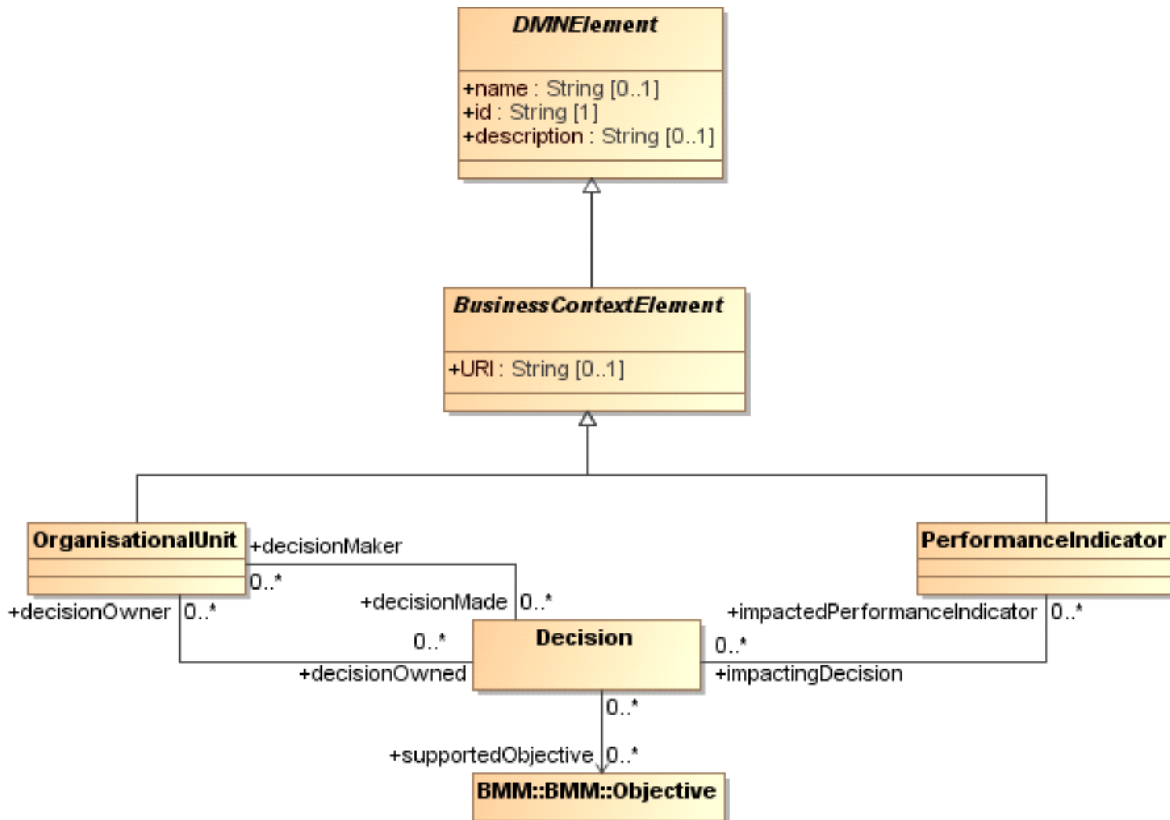 DMNElement
+name : String [0..1]
+id : String [1]
+description : String [0..1]
BusinessContextElement
+URI : String [0..1]
OrganisationalUnit
PerformanceIndicator
+decisionMaker
0..*
+decisionOwner
0..*
+decisionMade
0..*
+impactedPerformanceIndicator
0..*
Decision
0..*
+decisionOwned
0..*
+impactingDecision
0..*
+supportedObjective
0..*
BMM::BMM::Objective